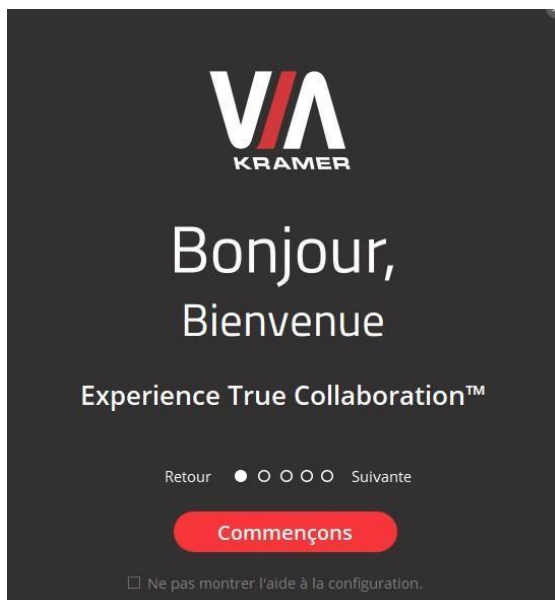 VIA
KRAMER
Bonjour,
Bienvenue
Experience True Collaboration™
Retour Suivante
Commençons
Ne pas montrer l'aide à la configuration.